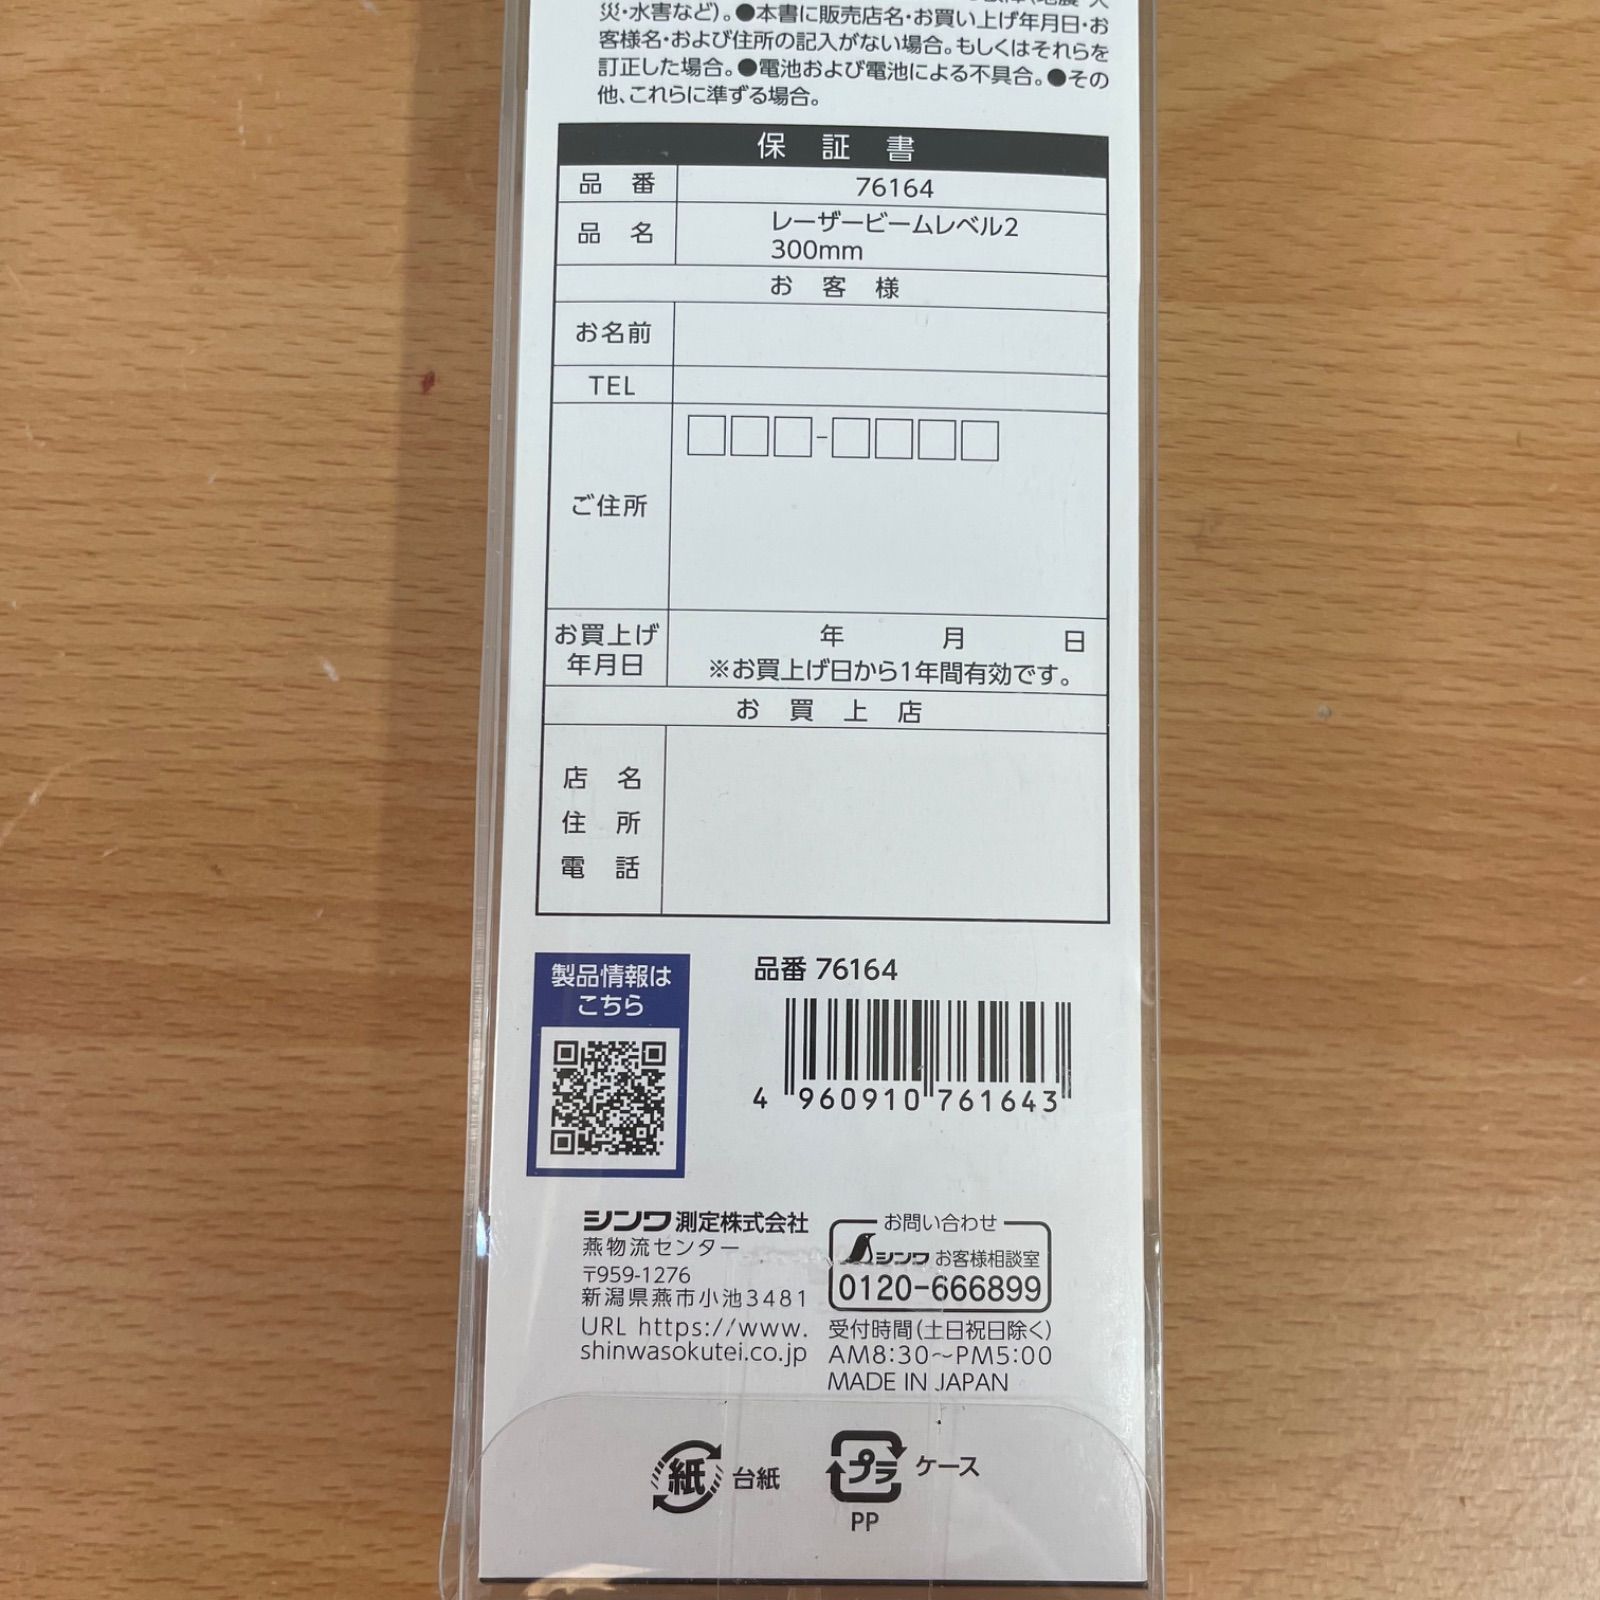 災・水害など)。●本書に販売店名・お買い上げ年月日・お
客様名・および住所の記入がない場合。もしくはそれらを
訂正した場合。●電池および電池による不具合。●その
他、これらに準ずる場合。
保証書
品番 76164
品名 レーザービームレベル2
300mm
お客様
お名前
TEL
□□□-□□□□
ご住所
お買上げ
年月日
年 月 日
※お買上げ日から1年間有効です。
お買上店
店名
住所
電話
製品情報は
こちら
品番 76164
4 960910 761643
シンワ測定株式会社
燕物流センター
〒959-1276
新潟県燕市小池3481
URL https://www.
shinwasokutei.co.jp
お問い合わせ
シンワ お客様相談室
0120-666899
受付時間(土日祝日除く)
AM8:30〜PM5:00
MADE IN JAPAN
紙 台紙
プラ ケース
PP